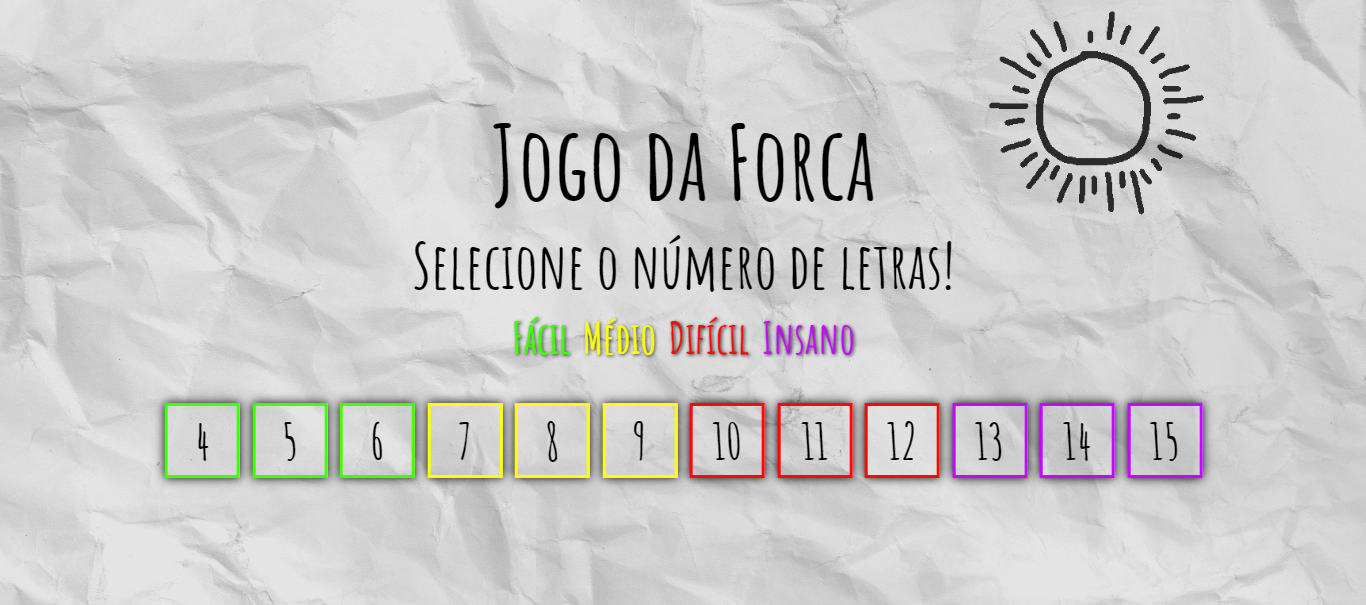 Jogo da Forca
Selecione o número de letras!
Fácil Médio Difícil Insano
4 5 6 7 8 9 10 11 12 13 14 15